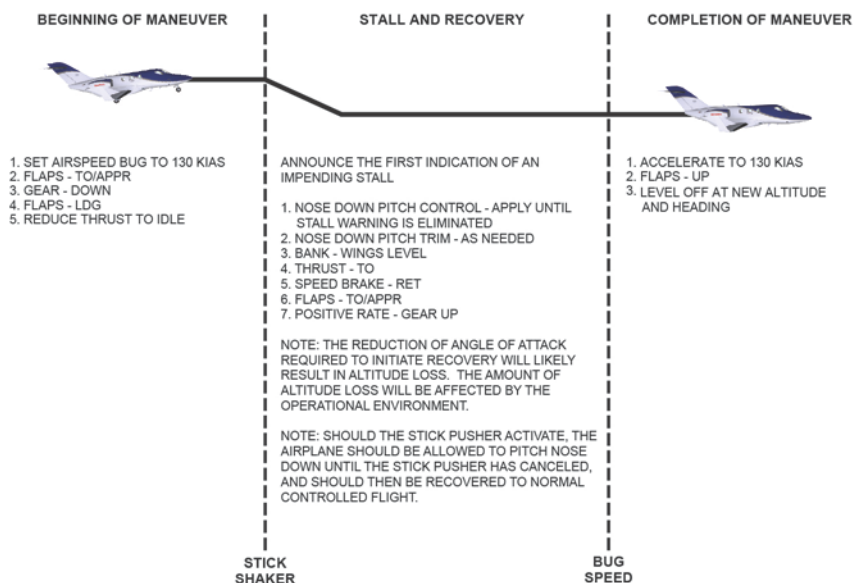 BEGINNING OF MANEUVER
STALL AND RECOVERY
COMPLETION OF MANEUVER
1. SET AIRSPEED BUG TO 130 KIAS
2. FLAPS - TO/APPR
3. GEAR - DOWN
4. FLAPS - LDG
5. REDUCE THRUST TO IDLE
ANNOUNCE THE FIRST INDICATION OF AN
IMPENDING STALL
1. NOSE DOWN PITCH CONTROL - APPLY UNTIL
STALL WARNING IS ELIMINATED
2. NOSE DOWN PITCH TRIM - AS NEEDED
3. BANK - WINGS LEVEL
4. THRUST - TO
5. SPEED BRAKE - RET
6. FLAPS - TO/APPR
7. POSITIVE RATE - GEAR UP
NOTE: THE REDUCTION OF ANGLE OF ATTACK
REQUIRED TO INITIATE RECOVERY WILL LIKELY
RESULT IN ALTITUDE LOSS. THE AMOUNT OF
ALTITUDE LOSS WILL BE AFFECTED BY THE
OPERATIONAL ENVIRONMENT.
NOTE: SHOULD THE STICK PUSHER ACTIVATE, THE
AIRPLANE SHOULD BE ALLOWED TO PITCH NOSE
DOWN UNTIL THE STICK PUSHER HAS CANCELED,
AND SHOULD THEN BE RECOVERED TO NORMAL
CONTROLLED FLIGHT.
1. ACCELERATE TO 130 KIAS
2. FLAPS - UP
3. LEVEL OFF AT NEW ALTITUDE
AND HEADING
STICK
SHAKER
BUG
SPEED